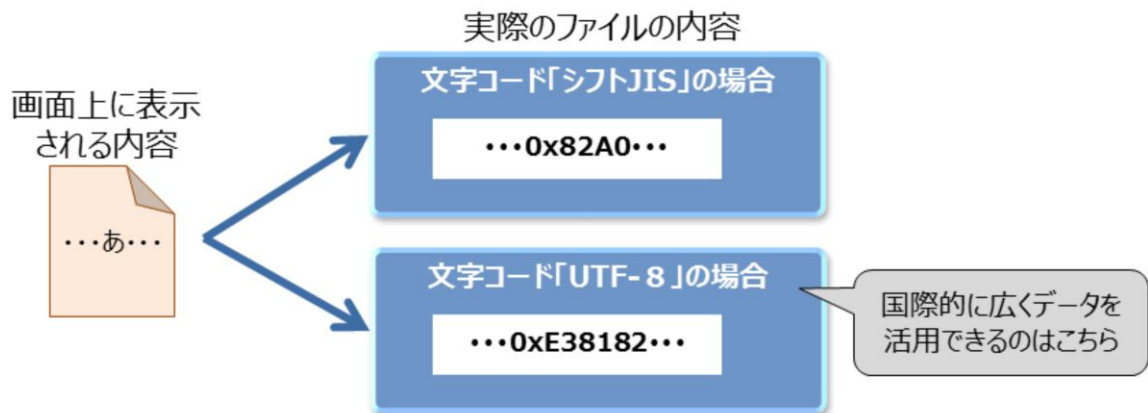 実際のファイルの内容
画面上に表示
される内容
・・・あ・・・
文字コード「シフトJIS」の場合
・・・0x82A0・・・
文字コード「UTF-８」の場合
・・・0xE38182・・・
国際的に広くデータを
活用できるのはこちら